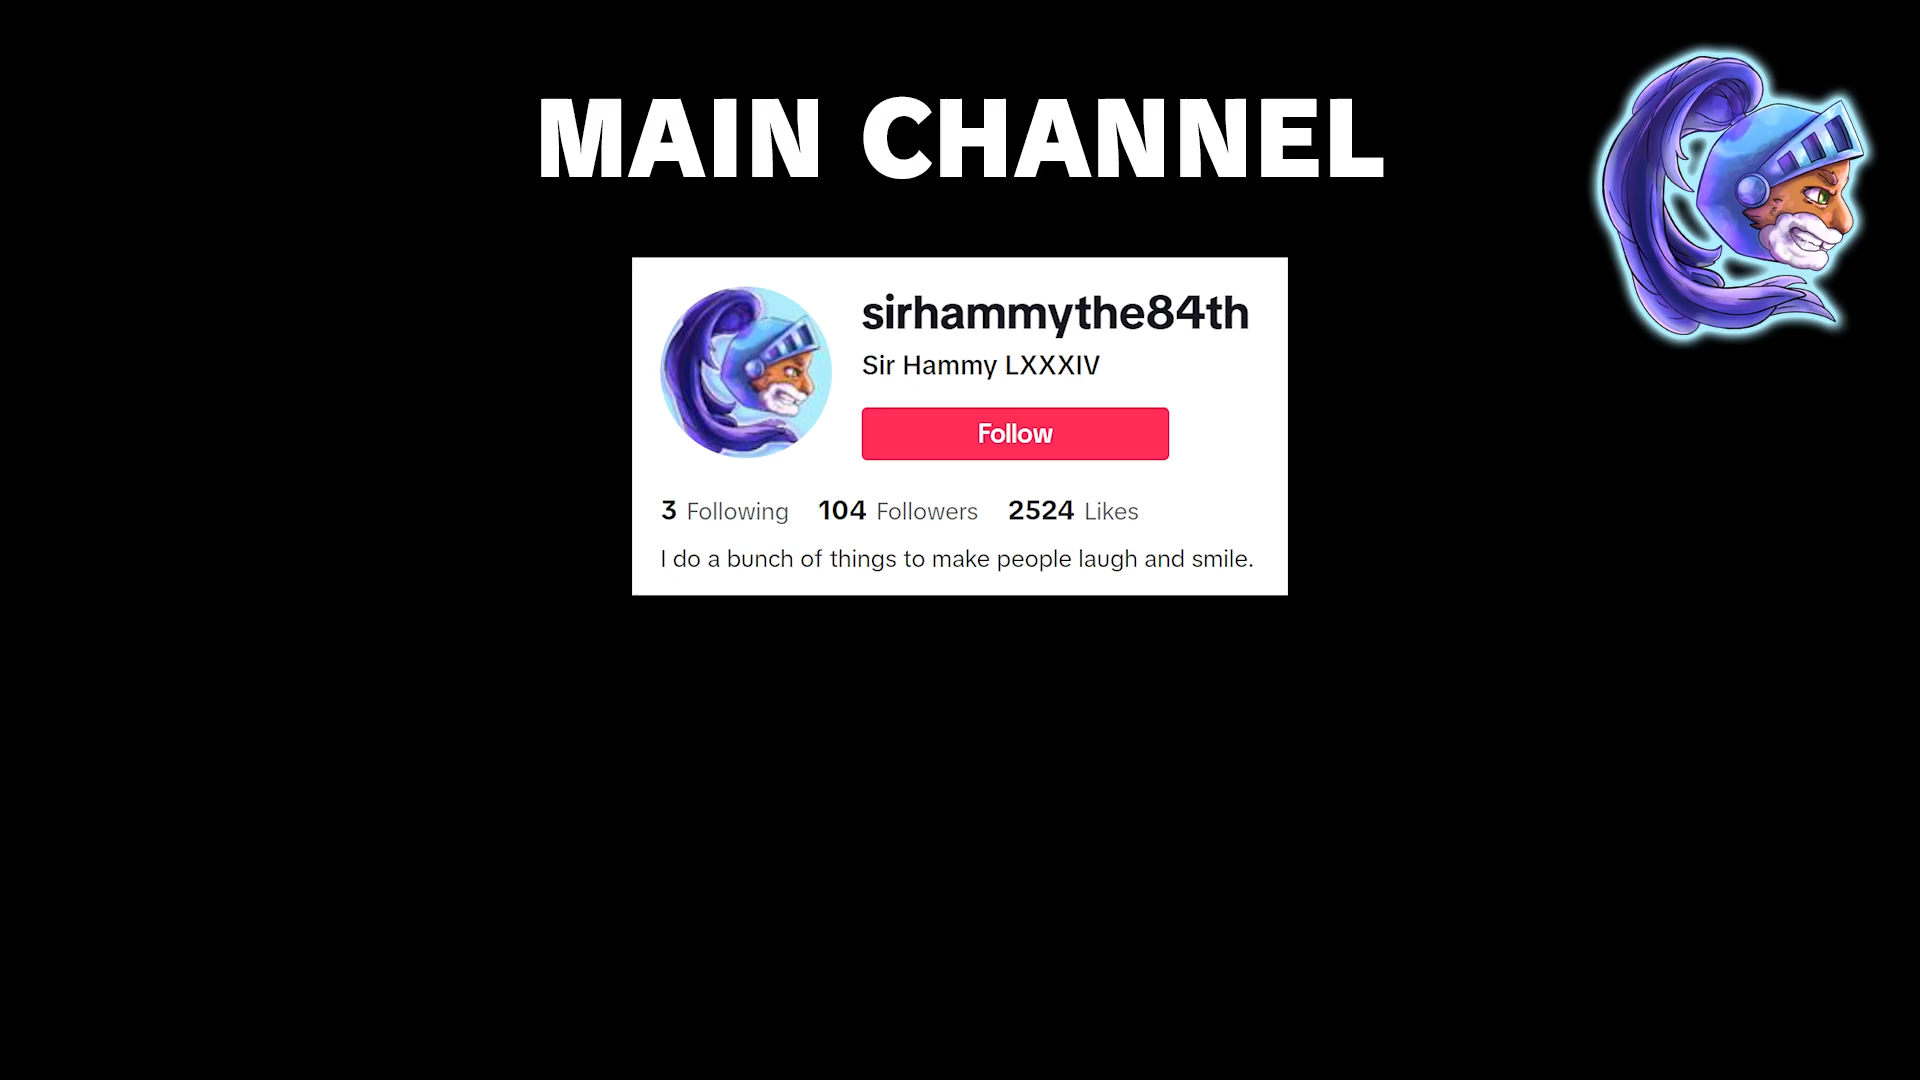 MAIN CHANNEL
sirhammythe84th
Sir Hammy LXXXIV
Follow
3 Following 104 Followers 2524 Likes
I do a bunch of things to make people laugh and smile.